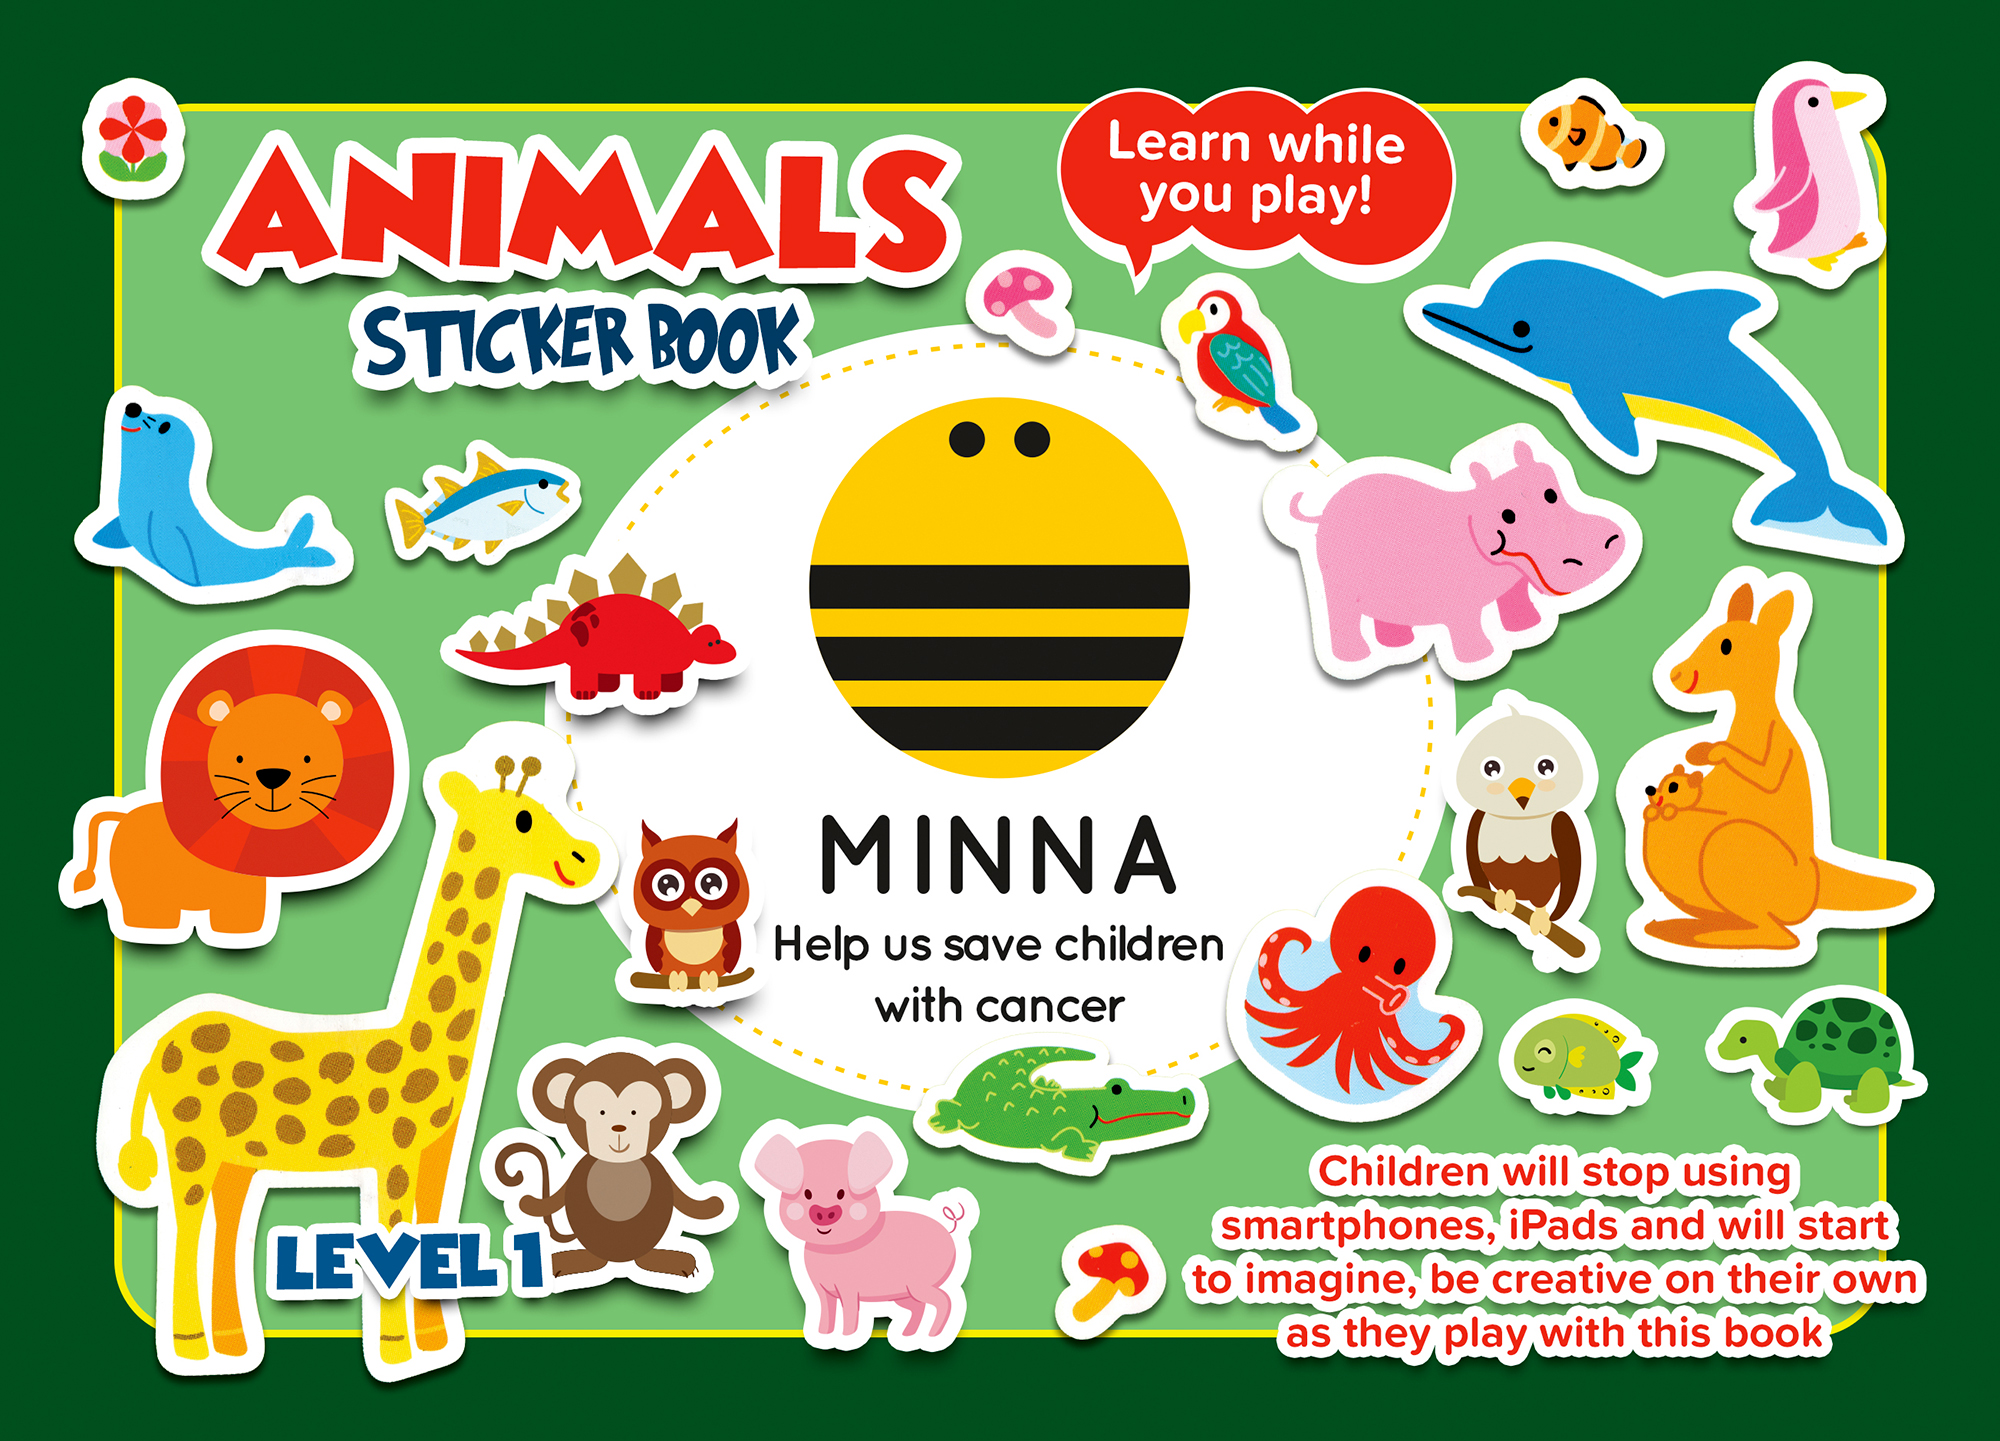 ANIMALS
STICKER BOOK
Learn while
you play!
MINNA
Help us save children
with cancer
LEVEL 1
Children will stop using
smartphones, iPads and will start
to imagine, be creative on their own
as they play with this book